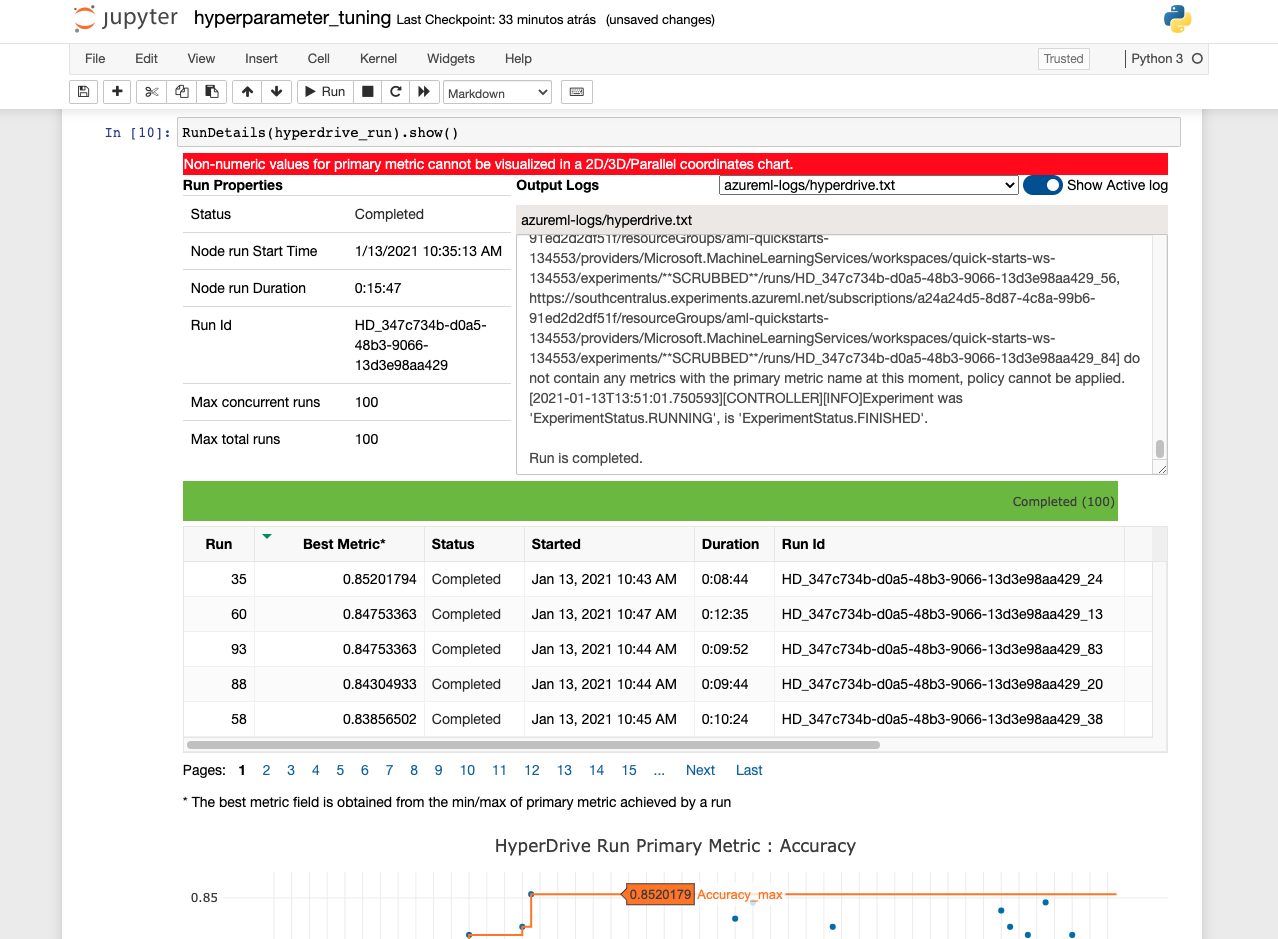 jupyter hyperparameter_tuning Last Checkpoint: 33 minutos atrás (unsaved changes)
File Edit View Insert Cell Kernel Widgets Help Trusted Python 3
Run Markdown
In [10]: RunDetails(hyperdrive_run).show()
Non-numeric values for primary metric cannot be visualized in a 2D/3D/Parallel coordinates chart.
Run Properties
Status Completed
Node run Start Time 1/13/2021 10:35:13 AM
Node run Duration 0:15:47
Run Id HD_347c734b-d0a5-
48b3-9066-
13d3e98aa429
Max concurrent runs 100
Max total runs 100
Output Logs azureml-logs/hyperdrive.txt Show Active log
azureml-logs/hyperdrive.txt
91ed2d2df51f/resourceGroups/aml-quickstarts-
134553/providers/Microsoft.MachineLearningServices/workspaces/quick-starts-ws-
134553/experiments/**SCRUBBED**/runs/HD_347c734b-d0a5-48b3-9066-13d3e98aa429_56,
https://southcentralus.experiments.azureml.net/subscriptions/a24a24d5-8d87-4c8a-99b6-
91ed2d2df51f/resourceGroups/aml-quickstarts-
134553/providers/Microsoft.MachineLearningServices/workspaces/quick-starts-ws-
134553/experiments/**SCRUBBED**/runs/HD_347c734b-d0a5-48b3-9066-13d3e98aa429_84] do
not contain any metrics with the primary metric name at this moment, policy cannot be applied.
[2021-01-13T13:51:01.750593][CONTROLLER][INFO]Experiment was
'ExperimentStatus.RUNNING', is 'ExperimentStatus.FINISHED'.
Run is completed.
Completed (100)
Run Best Metric* Status Started Duration Run Id
35 0.85201794 Completed Jan 13, 2021 10:43 AM 0:08:44 HD_347c734b-d0a5-48b3-9066-13d3e98aa429_24
60 0.84753363 Completed Jan 13, 2021 10:47 AM 0:12:35 HD_347c734b-d0a5-48b3-9066-13d3e98aa429_13
93 0.84753363 Completed Jan 13, 2021 10:44 AM 0:09:52 HD_347c734b-d0a5-48b3-9066-13d3e98aa429_83
88 0.84304933 Completed Jan 13, 2021 10:44 AM 0:09:44 HD_347c734b-d0a5-48b3-9066-13d3e98aa429_20
58 0.83856502 Completed Jan 13, 2021 10:45 AM 0:10:24 HD_347c734b-d0a5-48b3-9066-13d3e98aa429_38
Pages: 1 2 3 4 5 6 7 8 9 10 11 12 13 14 15 ... Next Last
* The best metric field is obtained from the min/max of primary metric achieved by a run
HyperDrive Run Primary Metric : Accuracy
0.85 0.8520179 Accuracy_max